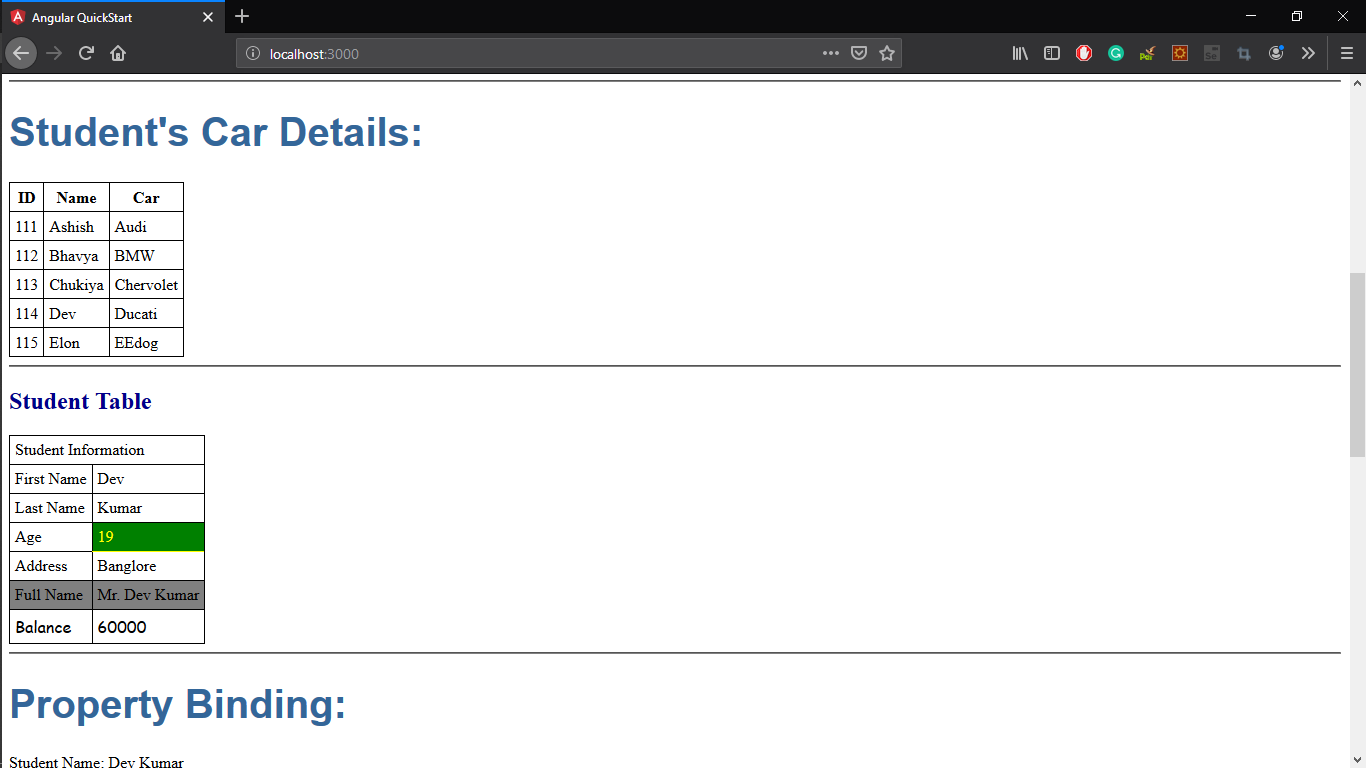 Angular QuickStart
localhost:3000
Student's Car Details:
ID Name Car
111 Ashish Audi
112 Bhavya BMW
113 Chukiya Chervolet
114 Dev Ducati
115 Elon EEdog
Student Table
Student Information
First Name Dev
Last Name Kumar
Age 19
Address Banglore
Full Name Mr. Dev Kumar
Balance 60000
Property Binding:
Student Name: Dev Kumar